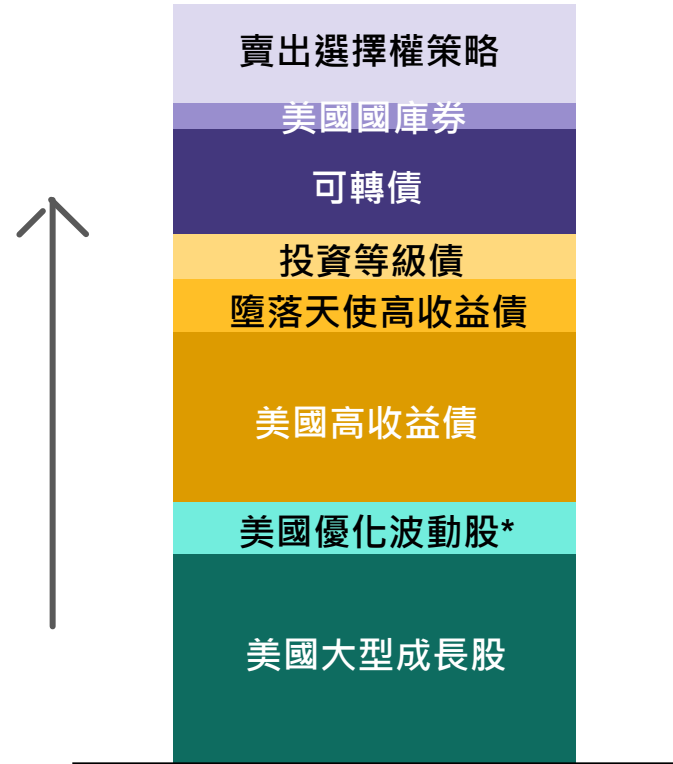 賣出選擇權策略
美國國庫券
可轉債
投資等級債
墮落天使高收益債
美國高收益債
美國優化波動股*
美國大型成長股